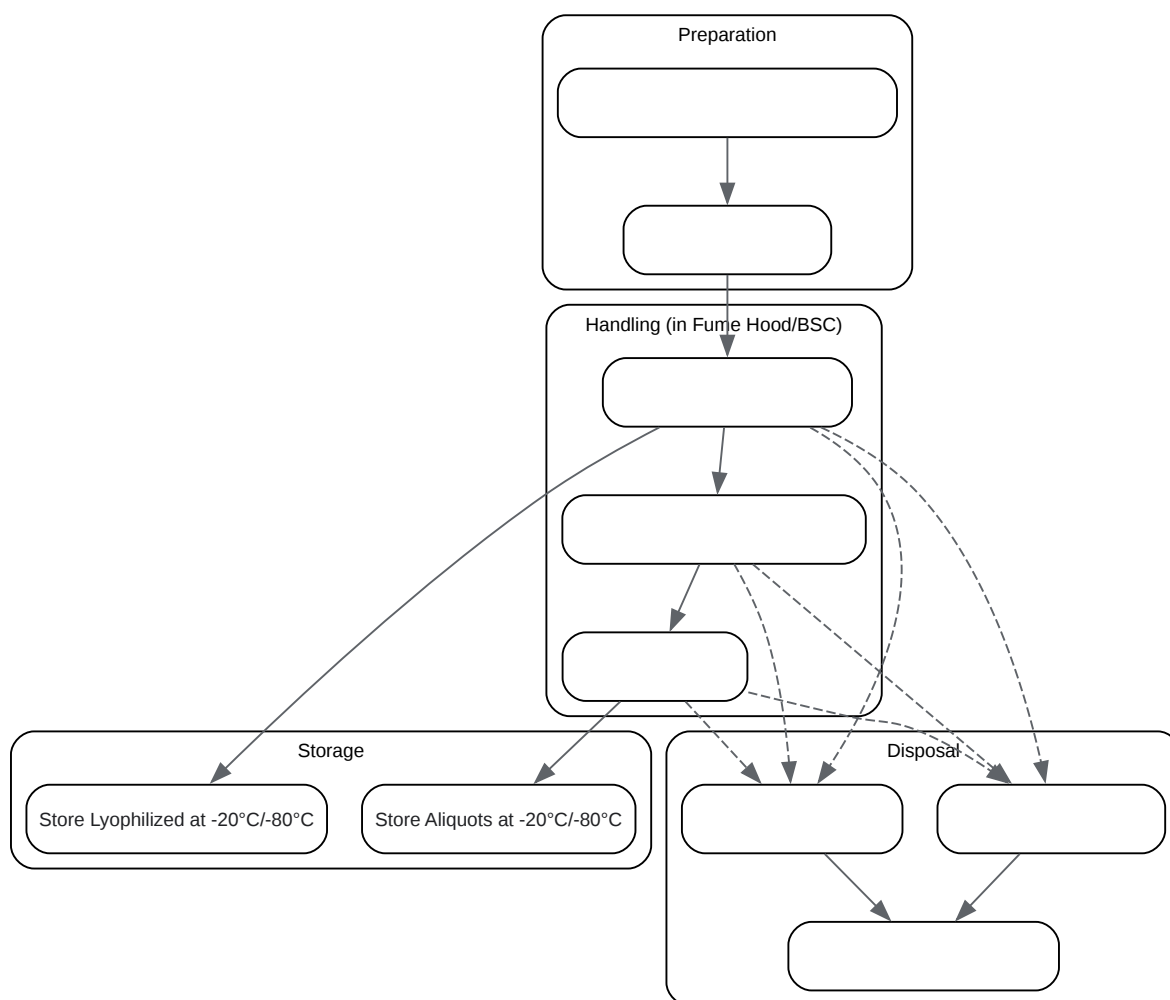 Preparation
Handling (in Fume Hood/BSC)
Storage
Disposal
Store Lyophilized at -20°C/-80°C
Store Aliquots at -20°C/-80°C